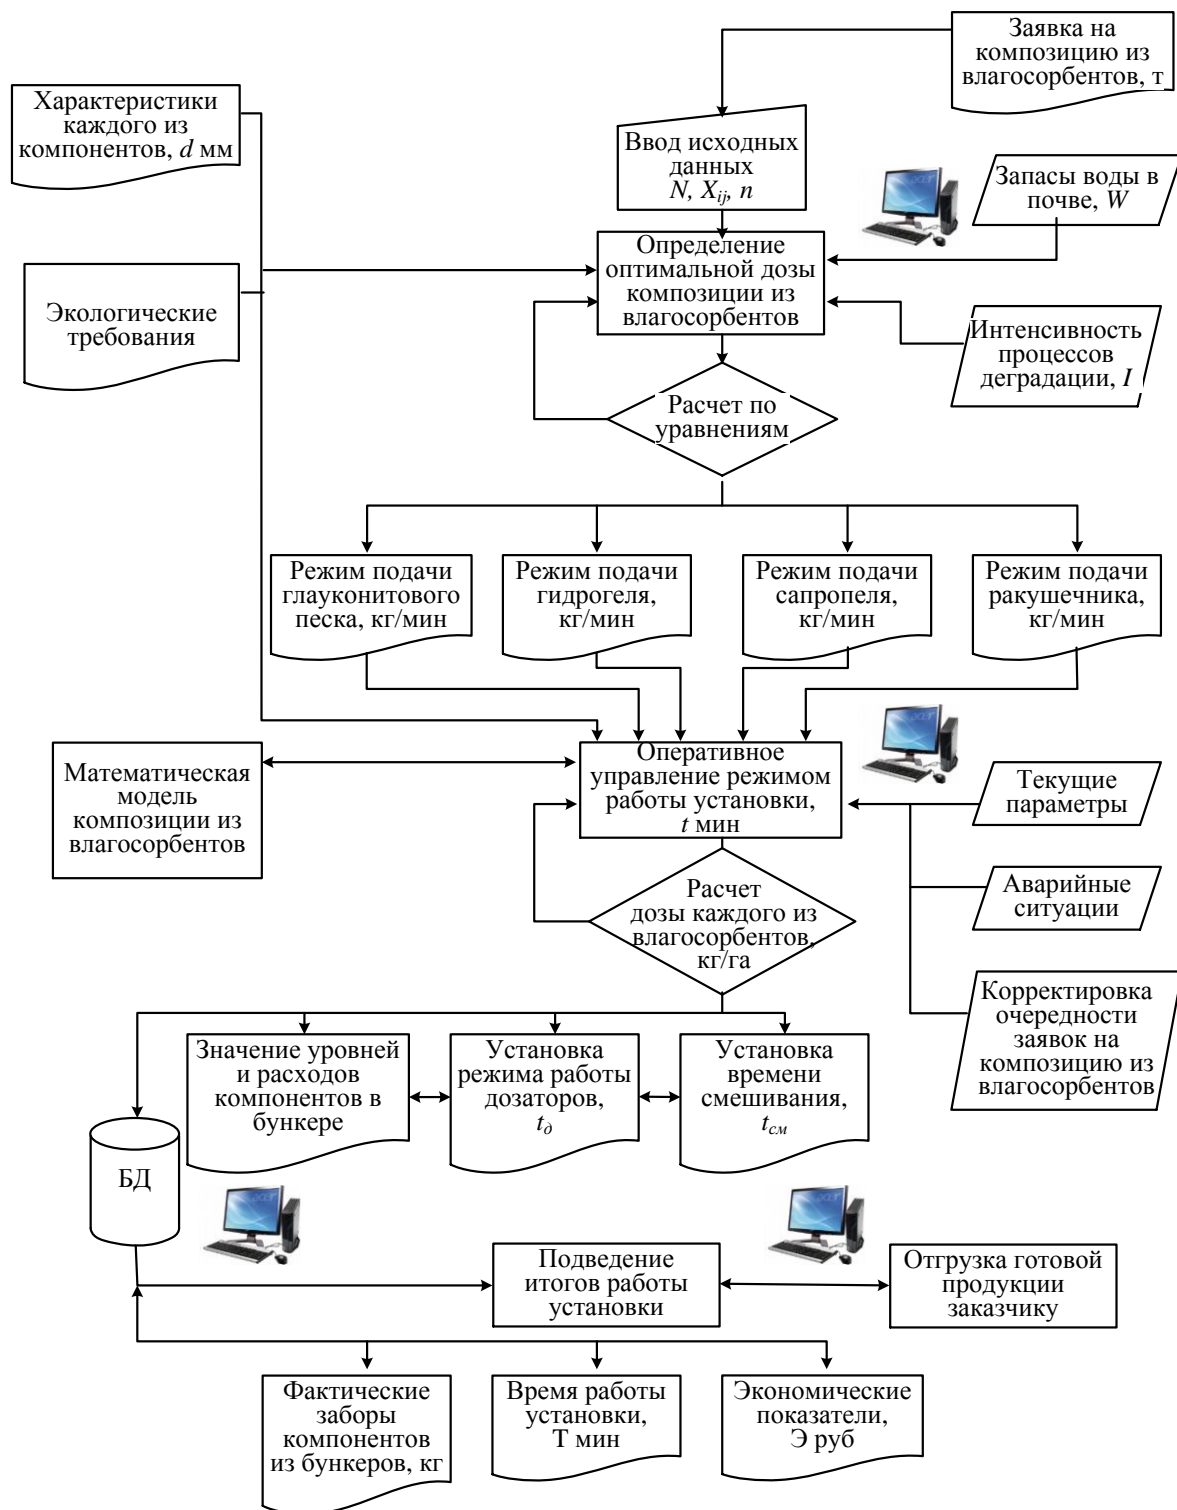 Заявка на
композицию из
влагосорбентов, т
Характеристики
каждого из
компонентов, d мм
Ввод исходных
данных
N, Xij, n
Запасы воды в
почве, W
Экологические
требования
Определение
оптимальной дозы
композиции из
влагосорбентов
Интенсивность
процессов
деградации, I
Расчет по
уравнениям
Режим подачи
глауконитового
песка, кг/мин
Режим подачи
гидрогеля,
кг/мин
Режим подачи
сапропеля,
кг/мин
Режим подачи
ракушечника,
кг/мин
Математическая
модель
композиции из
влагосорбентов
Оперативное
управление режимом
работы установки,
t мин
Текущие
параметры
Расчет
дозы каждого из
влагосорбентов,
кг/га
Аварийные
ситуации
Корректировка
очередности
заявок на
композицию из
влагосорбентов
Значение уровней
и расходов
компонентов в
бункере
Установка
режима работы
дозаторов,
tд
Установка
времени
смешивания,
tсм
БД
Подведение
итогов работы
установки
Отгрузка готовой
продукции
заказчику
Фактические
заборы
компонентов
из бункеров, кг
Время работы
установки,
Т мин
Экономические
показатели,
Э руб